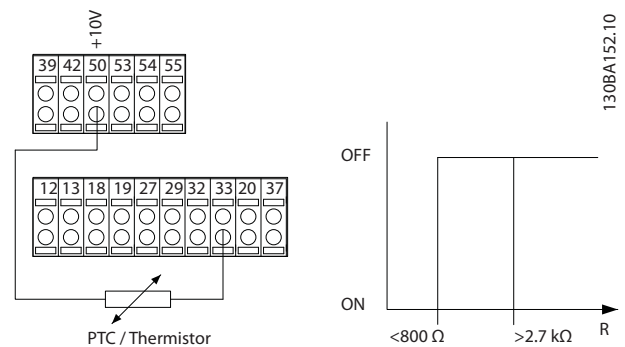 +10V
39 42 50 53 54 55
12 13 18 19 27 29 32 33 20 37
PTC / Thermistor
130BA152.10
OFF
ON
<800 Ω >2.7 kΩ R